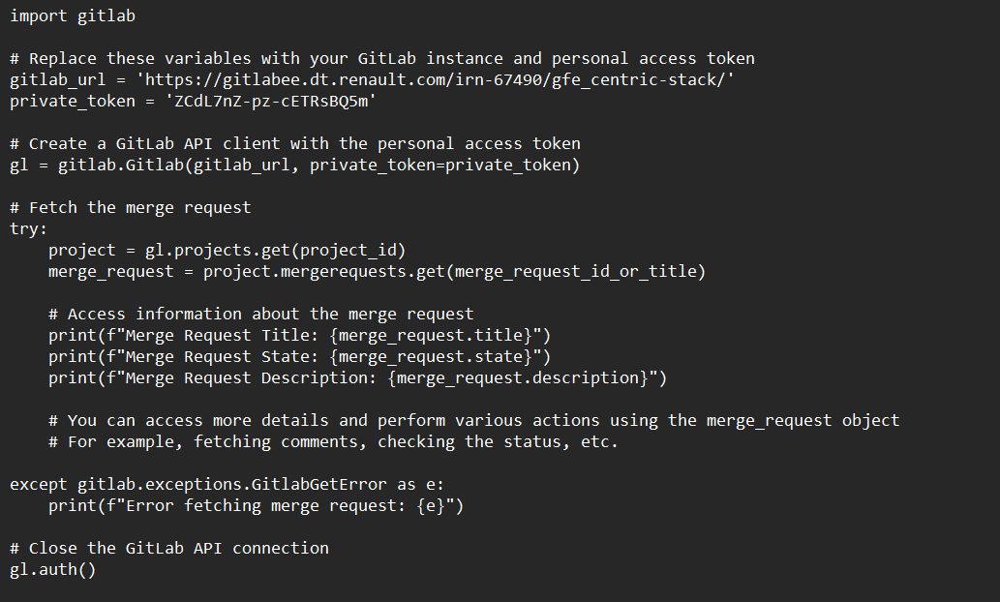 import gitlab
# Replace these variables with your GitLab instance and personal access token
gitlab_url = 'https://gitlabee.dt.renault.com/irn-67490/gfe_centric-stack/'
private_token = 'ZCdL7nZ-pz-cETRsBQ5m'
# Create a GitLab API client with the personal access token
gl = gitlab.Gitlab(gitlab_url, private_token=private_token)
# Fetch the merge request
try:
    project = gl.projects.get(project_id)
    merge_request = project.mergerequests.get(merge_request_id_or_title)
    # Access information about the merge request
    print(f"Merge Request Title: {merge_request.title}")
    print(f"Merge Request State: {merge_request.state}")
    print(f"Merge Request Description: {merge_request.description}")
    # You can access more details and perform various actions using the merge_request object
    # For example, fetching comments, checking the status, etc.
except gitlab.exceptions.GitlabGetError as e:
    print(f"Error fetching merge request: {e}")
# Close the GitLab API connection
gl.auth()